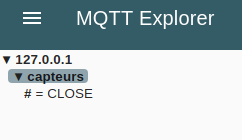 MQTT Explorer
▼ 127.0.0.1
▼ capteurs
# = CLOSE